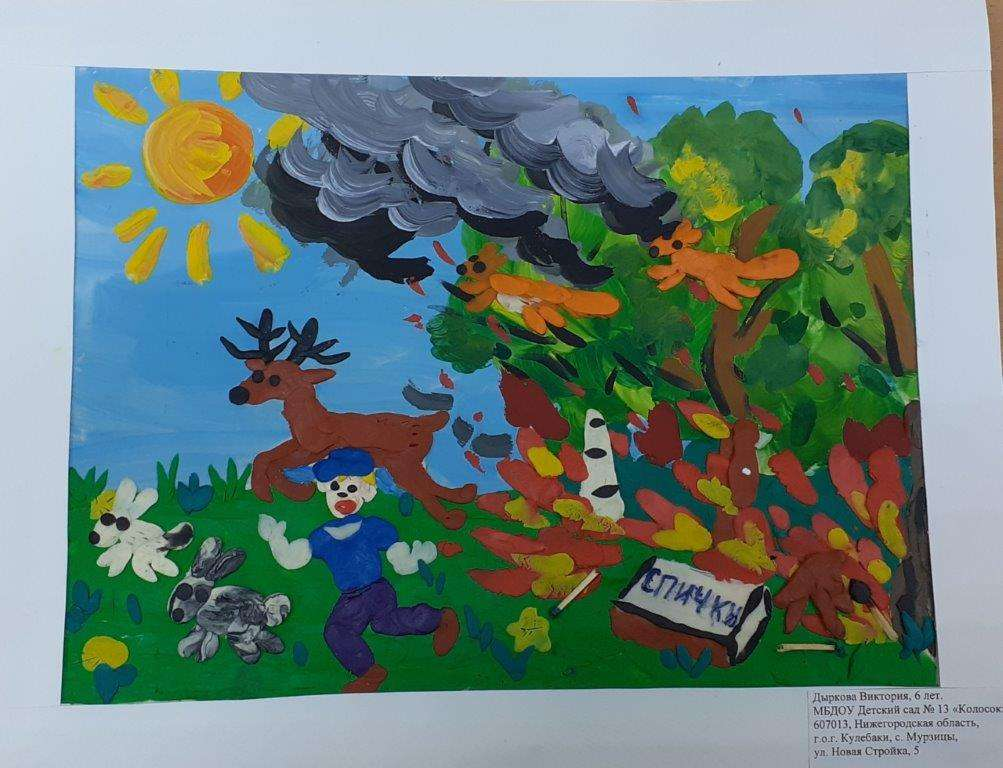 СПИЧКИ
Дыркова Виктория, 6 лет.
МБДОУ Детский сад № 13 «Колосок»
607013, Нижегородская область,
г.о.г. Кулебаки, с. Мурзицы,
ул. Новая Стройка, 5